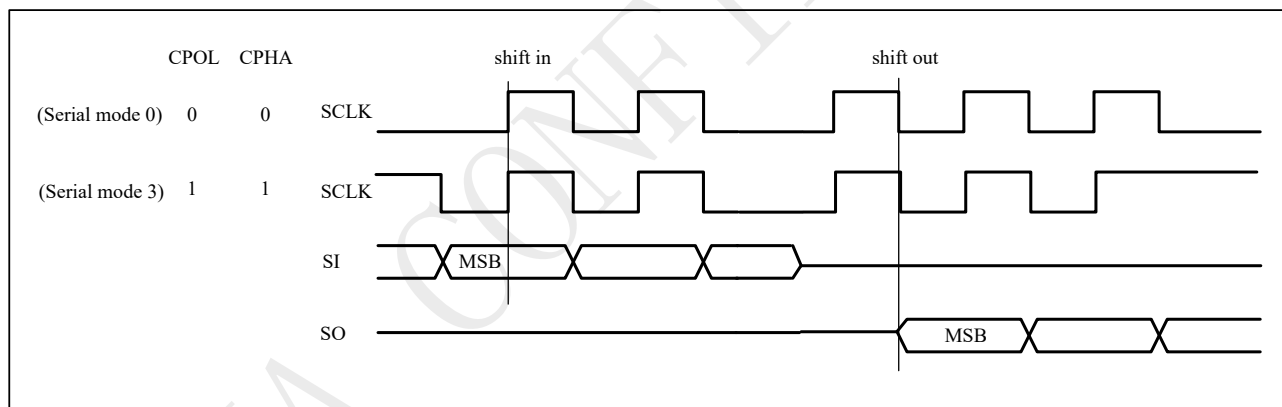 CPOL CPHA shift in shift out
(Serial mode 0) 0 0 SCLK
(Serial mode 3) 1 1 SCLK
SI MSB
SO MSB